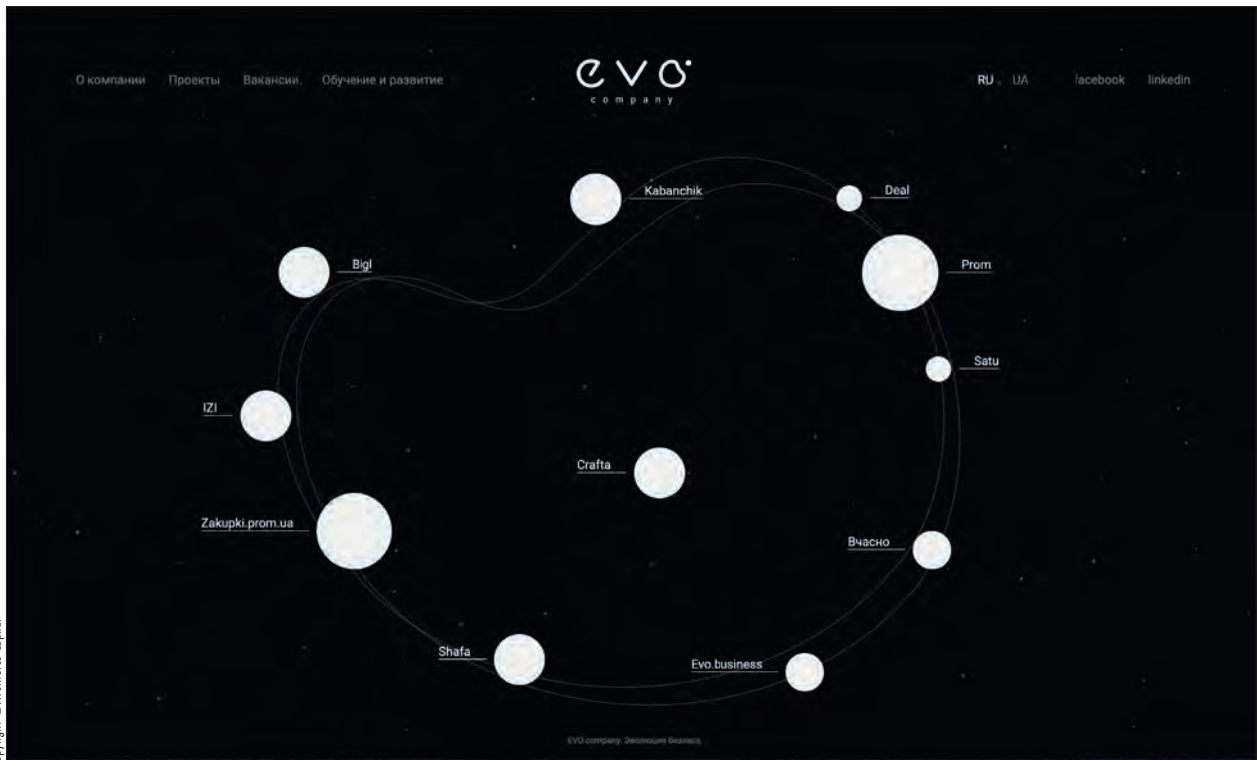 О компании Проекты Вакансии Обучение и развитие
evo
company
RU UA facebook linkedin
Kabanchik
Deal
Bigl
Prom
Satu
IZI
Crafta
Zakupki.prom.ua
Вчасно
Shafa
Evo.business
EVO.company. Эволюция бизнеса